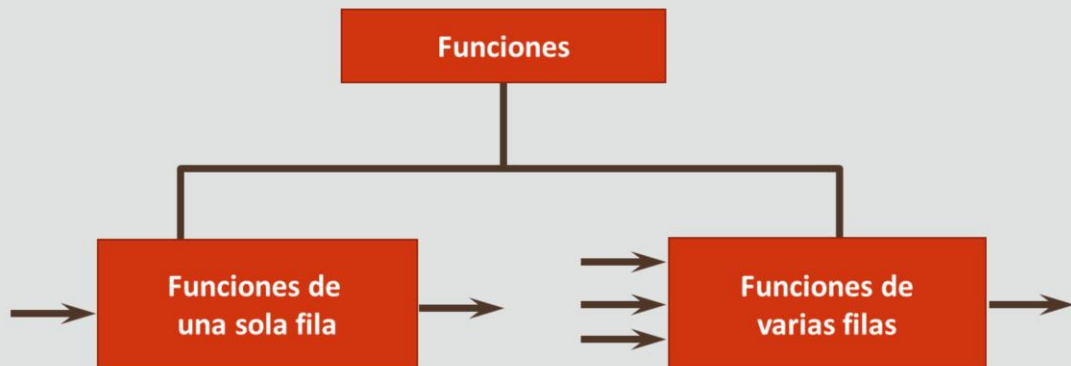 Funciones
Funciones de
una sola fila
Funciones de
varias filas